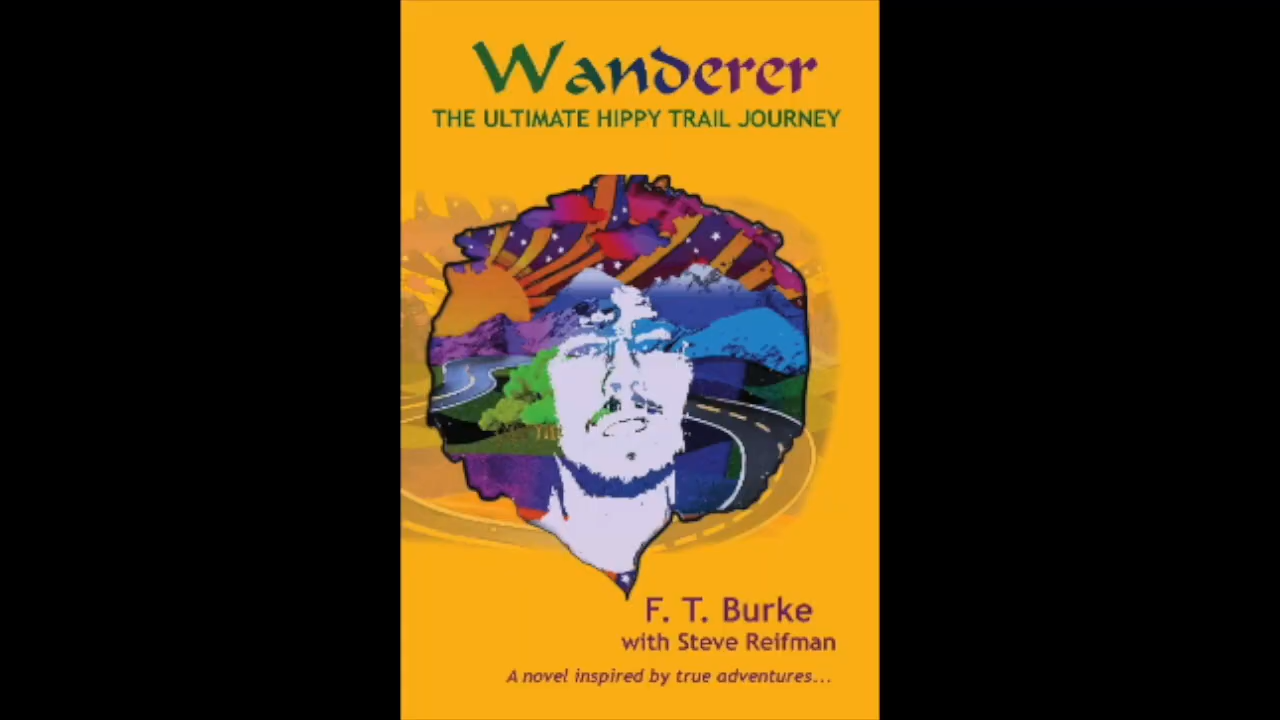 Wanderer
THE ULTIMATE HIPPY TRAIL JOURNEY
F. T. Burke
with Steve Reifman
A novel inspired by true adventures...